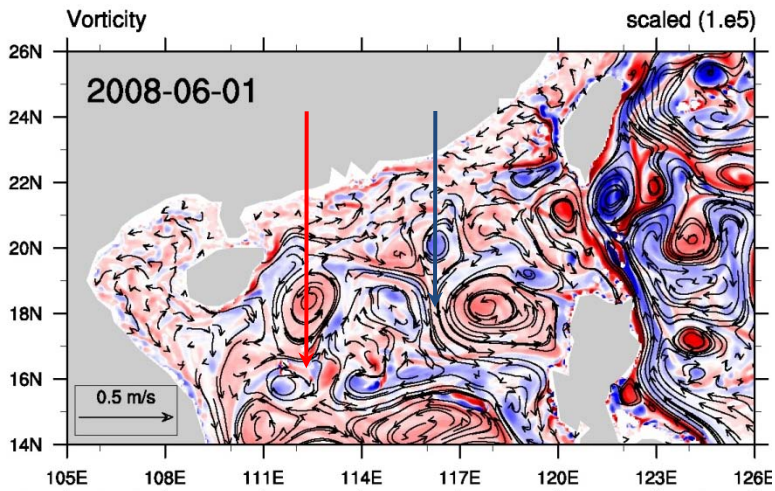 Vorticity scaled (1.e5)
2008-06-01
26N
24N
22N
20N
18N
16N
14N
0.5 m/s
105E 108E 111E 114E 117E 120E 123E 126E